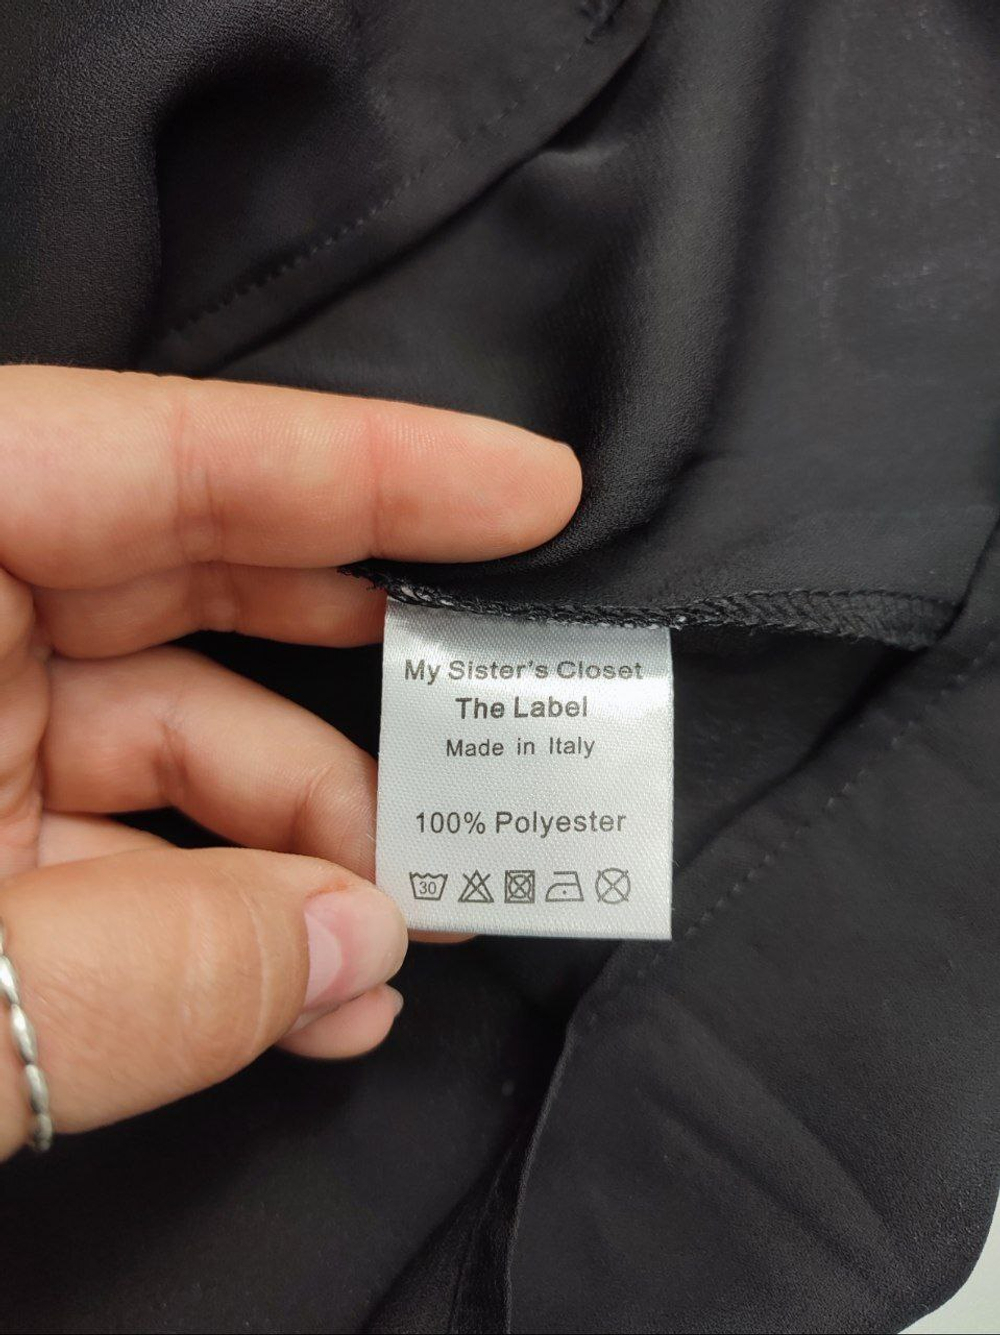 My Sister's Closet
The Label
Made in Italy
100% Polyester
30